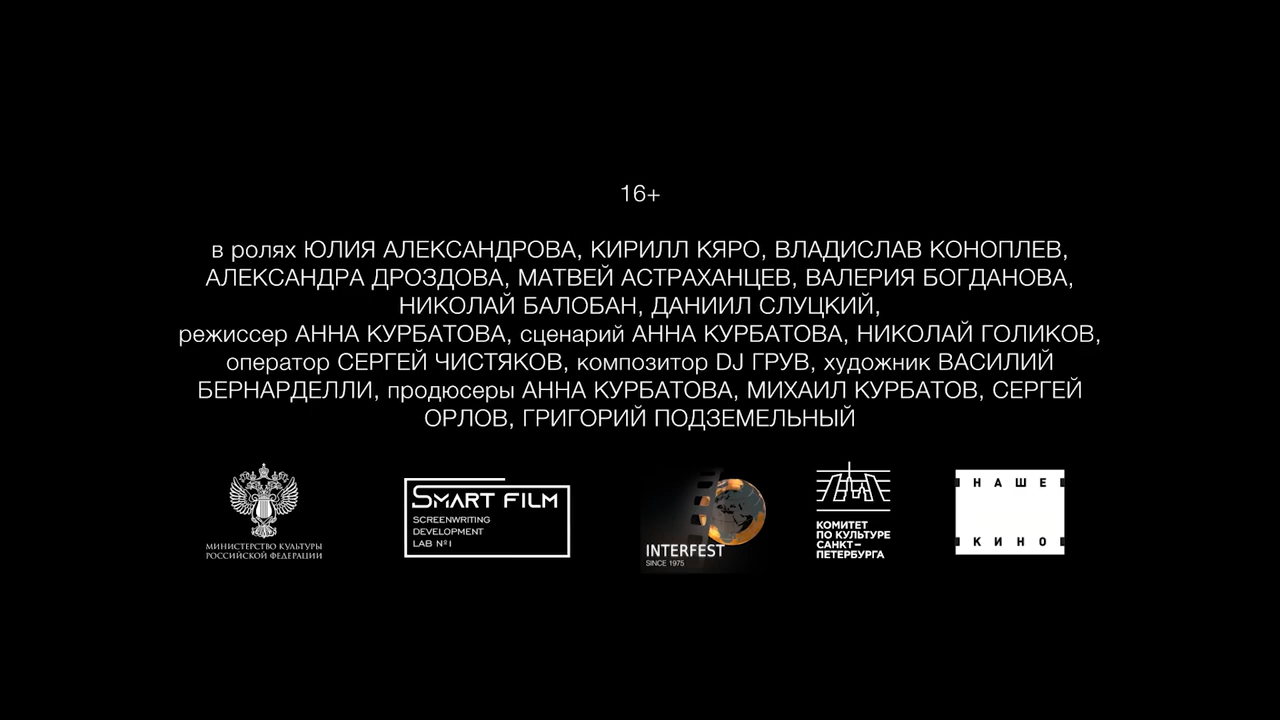 16+
в ролях ЮЛИЯ АЛЕКСАНДРОВА, КИРИЛЛ КЯРО, ВЛАДИСЛАВ КОНОПЛЕВ,
АЛЕКСАНДРА ДРОЗДОВА, МАТВЕЙ АСТРАХАНЦЕВ, ВАЛЕРИЯ БОГДАНОВА,
НИКОЛАЙ БАЛОБАН, ДАНИИЛ СЛУЦКИЙ,
режиссер АННА КУРБАТОВА, сценарий АННА КУРБАТОВА, НИКОЛАЙ ГОЛИКОВ,
оператор СЕРГЕЙ ЧИСТЯКОВ, композитор DJ ГРУВ, художник ВАСИЛИЙ
БЕРНАРДЕЛЛИ, продюсеры АННА КУРБАТОВА, МИХАИЛ КУРБАТОВ, СЕРГЕЙ
ОРЛОВ, ГРИГОРИЙ ПОДЗЕМЕЛЬНЫЙ
МИНИСТЕРСТВО КУЛЬТУРЫ
РОССИЙСКОЙ ФЕДЕРАЦИИ
SMART FILM
SCREENWRITING
DEVELOPMENT
LAB №1
INTERFEST
SINCE 1975
КОМИТЕТ
ПО КУЛЬТУРЕ
САНКТ–
ПЕТЕРБУРГА
НАШЕ
КИНО